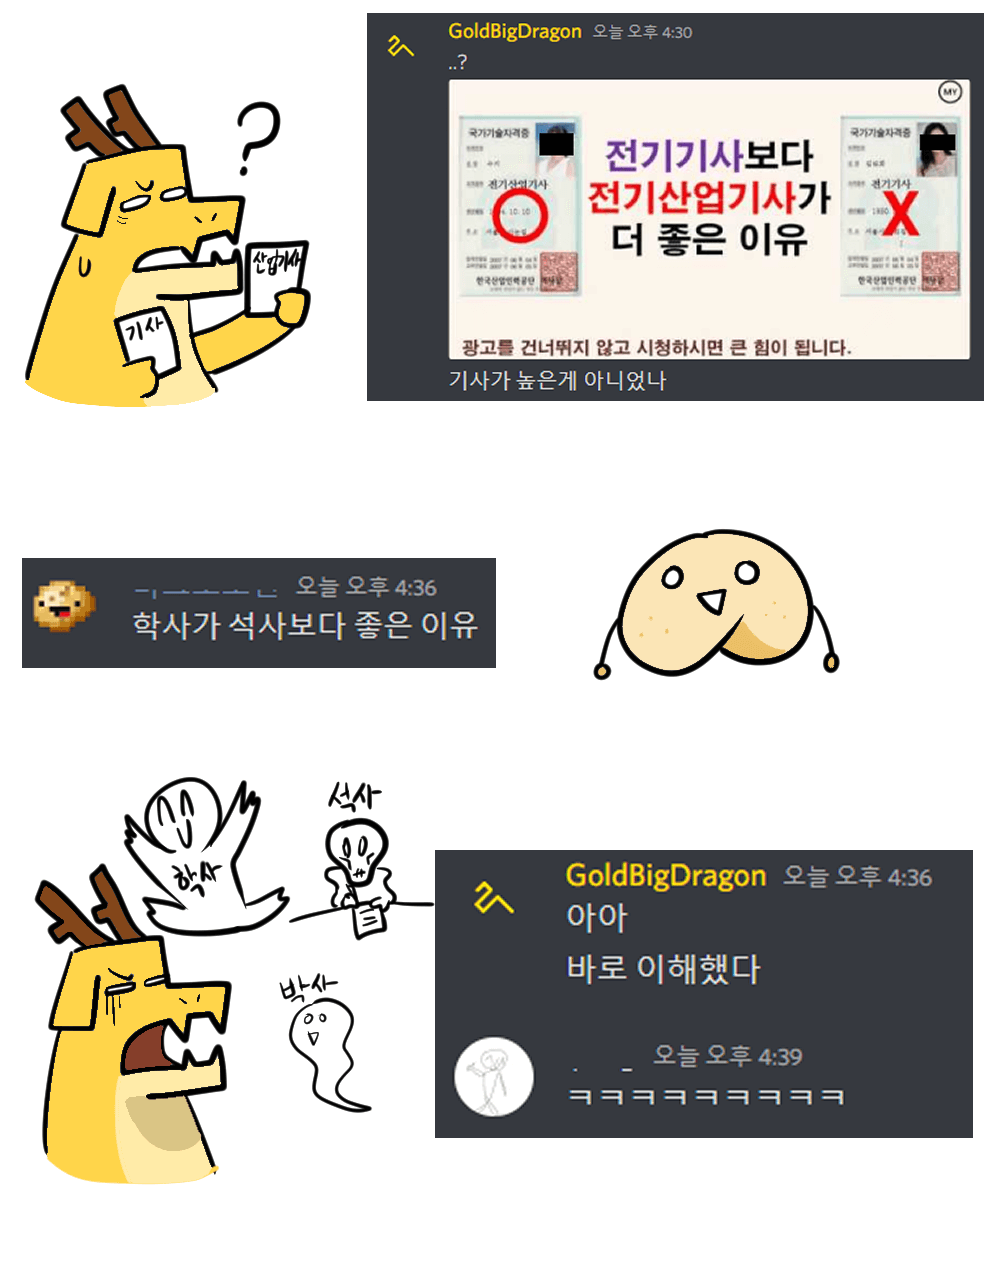 GoldBigDragon 오늘 오후 4:30
..?
MY
국가기술자격증
전기산업기사
10.10
한국산업인력공단
전기기사보다
전기산업기사가
더 좋은 이유
국가기술자격증
전기기사
한국산업인력공단
광고를 건너뛰지 않고 시청하시면 큰 힘이 됩니다.
기사가 높은게 아니었나
?
산업기사
기사
오늘 오후 4:36
학사가 석사보다 좋은 이유
학사
석사
박사
GoldBigDragon 오늘 오후 4:36
아아
바로 이해했다
오늘 오후 4:39
ㅋㅋㅋㅋㅋㅋㅋㅋㅋ